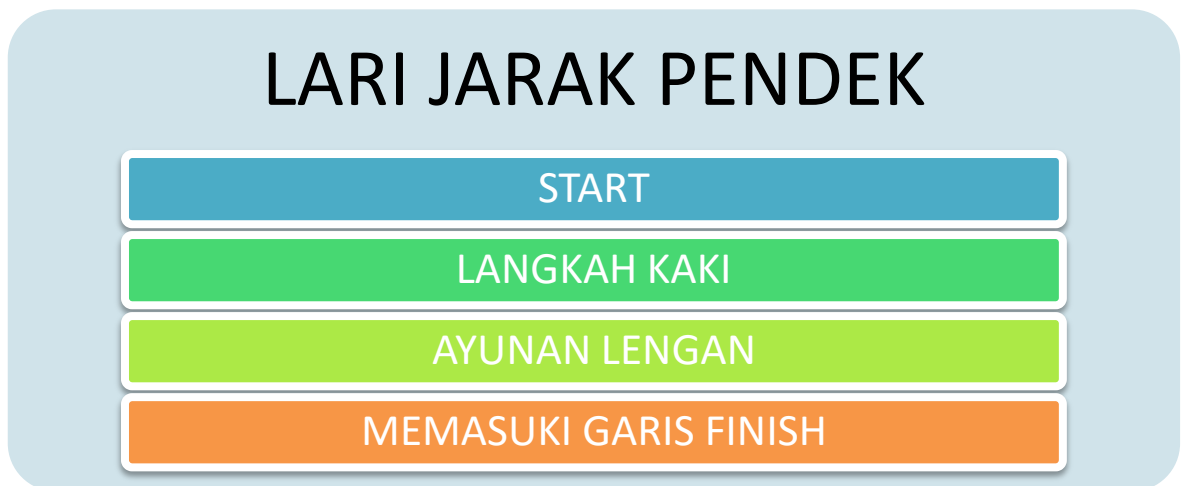 LARI JARAK PENDEK
START
LANGKAH KAKI
AYUNAN LENGAN
MEMASUKI GARIS FINISH